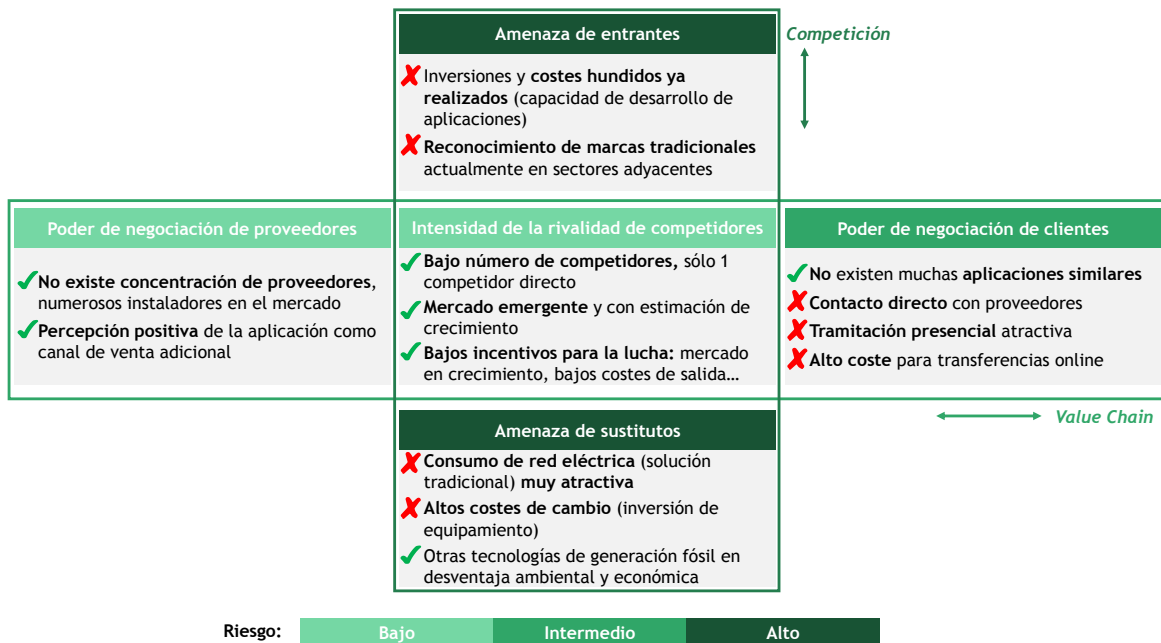 Amenaza de entrantes
Competición
Inversiones y costes hundidos ya
realizados (capacidad de desarrollo de
aplicaciones)
Reconocimiento de marcas tradicionales
actualmente en sectores adyacentes
Poder de negociación de proveedores
No existe concentración de proveedores,
numerosos instaladores en el mercado
Percepción positiva de la aplicación como
canal de venta adicional
Intensidad de la rivalidad de competidores
Bajo número de competidores, sólo 1
competidor directo
Mercado emergente y con estimación de
crecimiento
Bajos incentivos para la lucha: mercado
en crecimiento, bajos costes de salida…
Poder de negociación de clientes
No existen muchas aplicaciones similares
Contacto directo con proveedores
Tramitación presencial atractiva
Alto coste para transferencias online
Value Chain
Amenaza de sustitutos
Consumo de red eléctrica (solución
tradicional) muy atractiva
Altos costes de cambio (inversión de
equipamiento)
Otras tecnologías de generación fósil en
desventaja ambiental y económica
Riesgo: Bajo Intermedio Alto